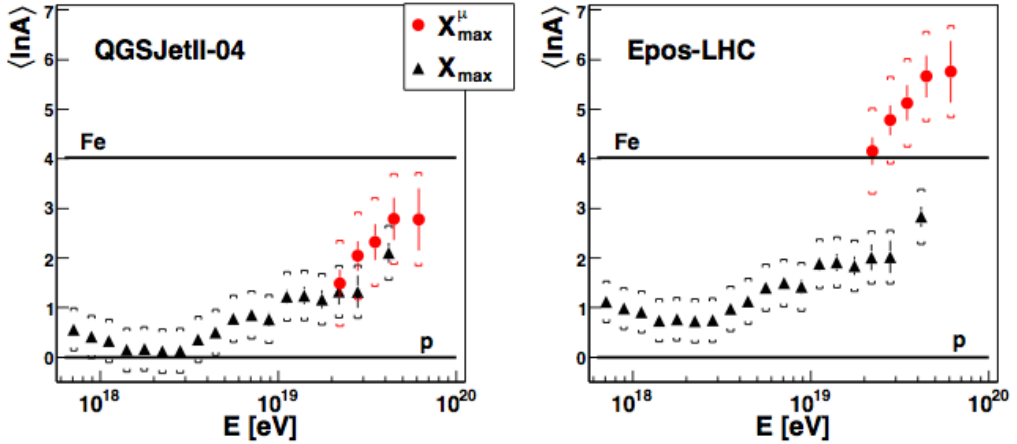 ⟨lnA⟩
7
6
5
4
3
2
1
0
QGSJetII-04
X^μ_max
X_max
Fe
p
10^18
10^19
10^20
E [eV]
⟨lnA⟩
7
6
5
4
3
2
1
0
Epos-LHC
Fe
p
10^18
10^19
10^20
E [eV]